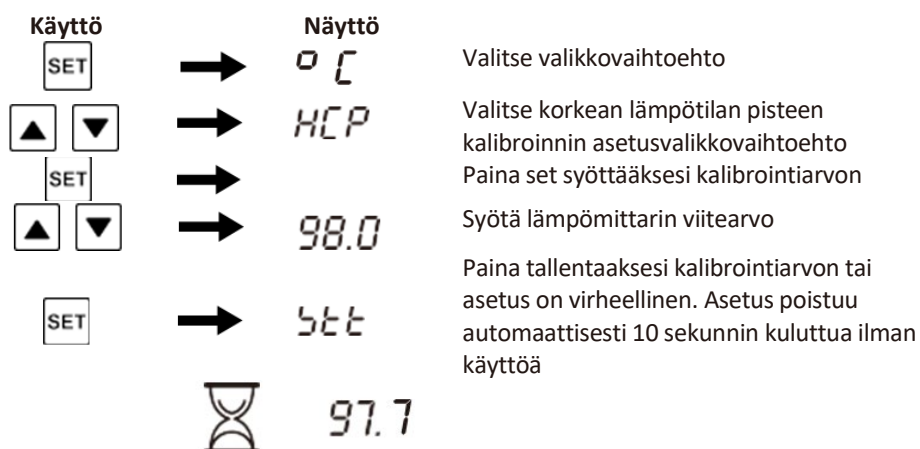 Käyttö Näyttö
SET °C Valitse valikkovaihtoehto
HCP Valitse korkean lämpötilan pisteen
kalibroinnin asetusvalikkovaihtoehto
SET Paina set syöttääksesi kalibrointiarvon
98.0 Syötä lämpömittarin viitearvo
Paina tallentaaksesi kalibrointiarvon tai
SET Stt asetus on virheellinen. Asetus poistuu
automaattisesti 10 sekunnin kuluttua ilman
käyttöä
97.7